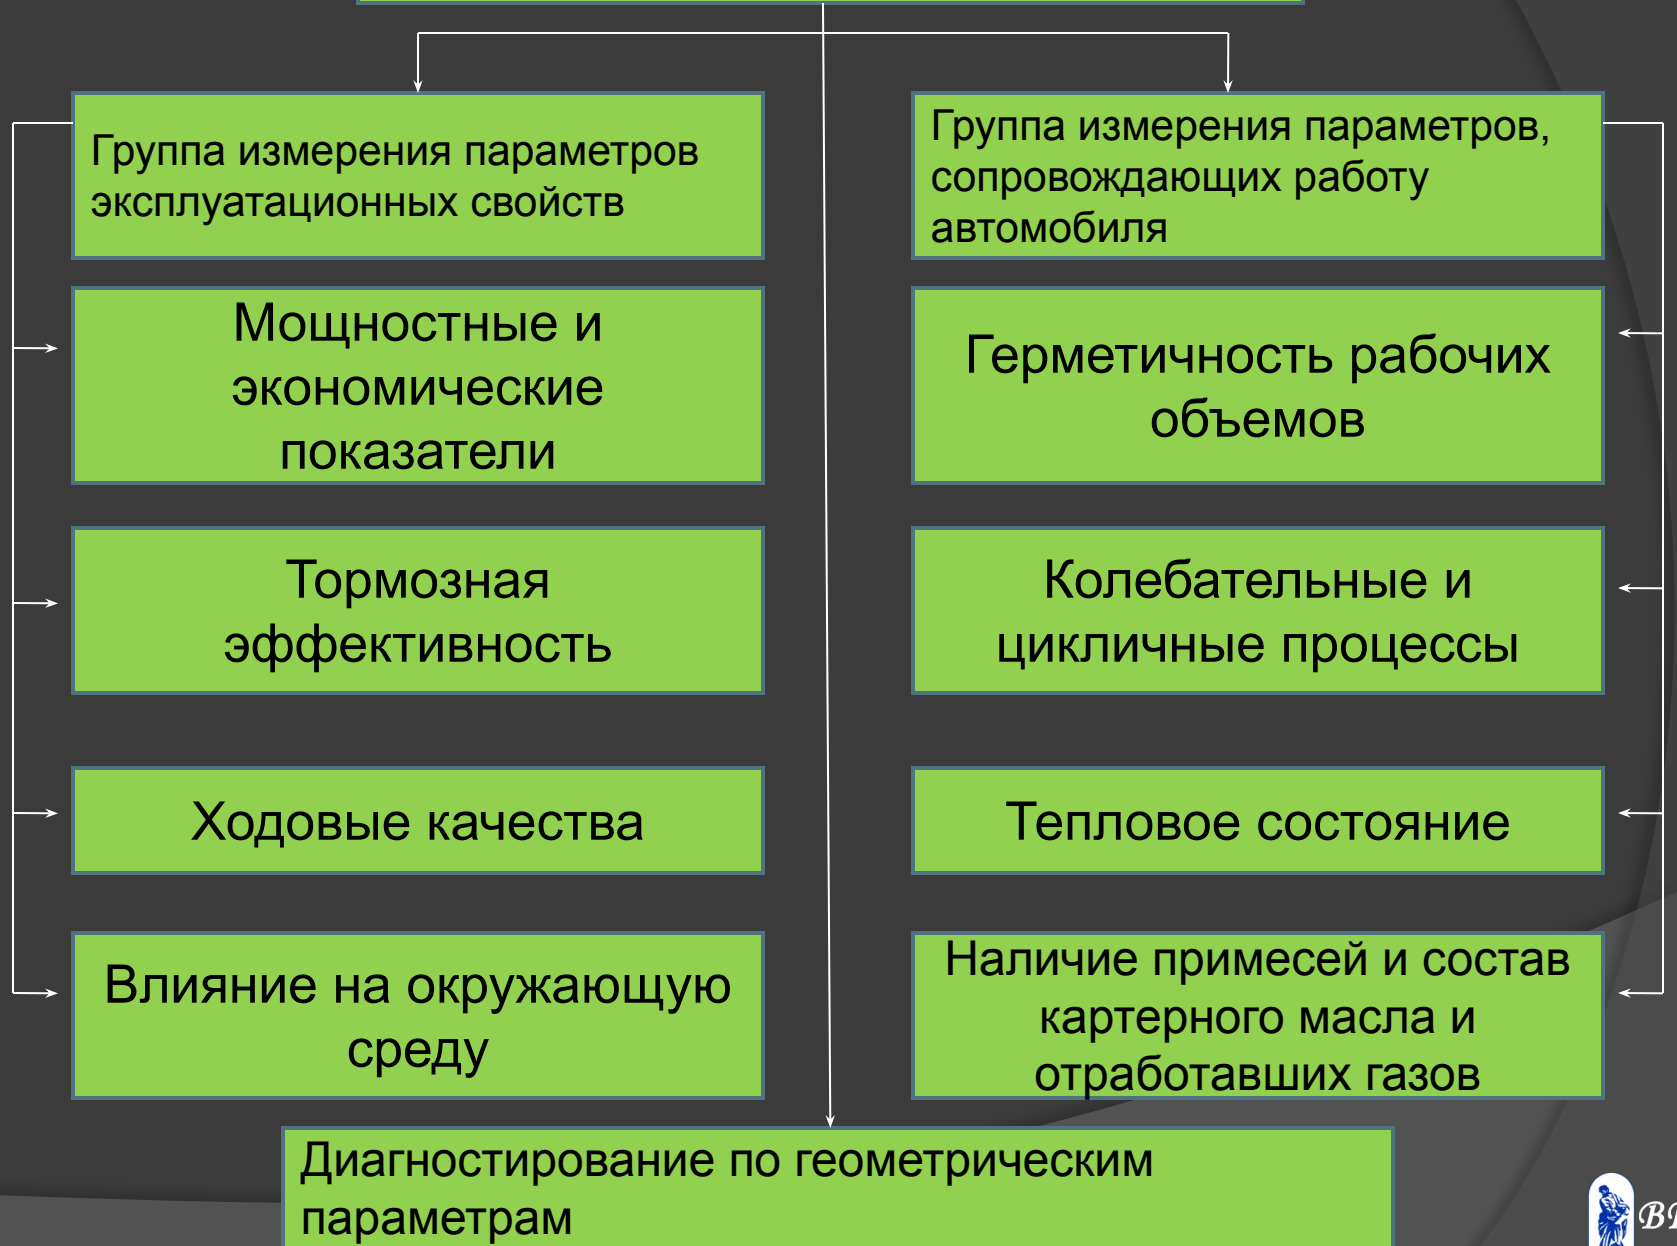 Группа измерения параметров
эксплуатационных свойств
Мощностные и
экономические
показатели
Тормозная
эффективность
Ходовые качества
Влияние на окружающую
среду
Группа измерения параметров,
сопровождающих работу
автомобиля
Герметичность рабочих
объемов
Колебательные и
цикличные процессы
Тепловое состояние
Наличие примесей и состав
картерного масла и
отработавших газов
Диагностирование по геометрическим
параметрам